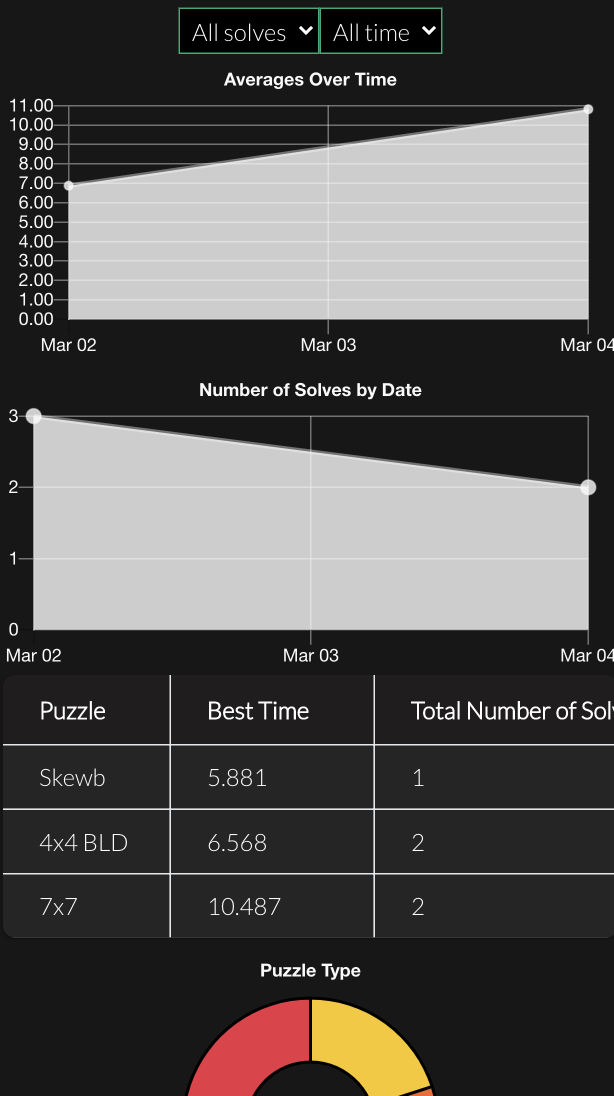 All solves All time
Averages Over Time
11.00
10.00
9.00
8.00
7.00
6.00
5.00
4.00
3.00
2.00
1.00
0.00
Mar 02 Mar 03 Mar 04
Number of Solves by Date
3
2
1
0
Mar 02 Mar 03 Mar 04
Puzzle Best Time Total Number of Solv
Skewb 5.881 1
4x4 BLD 6.568 2
7x7 10.487 2
Puzzle Type